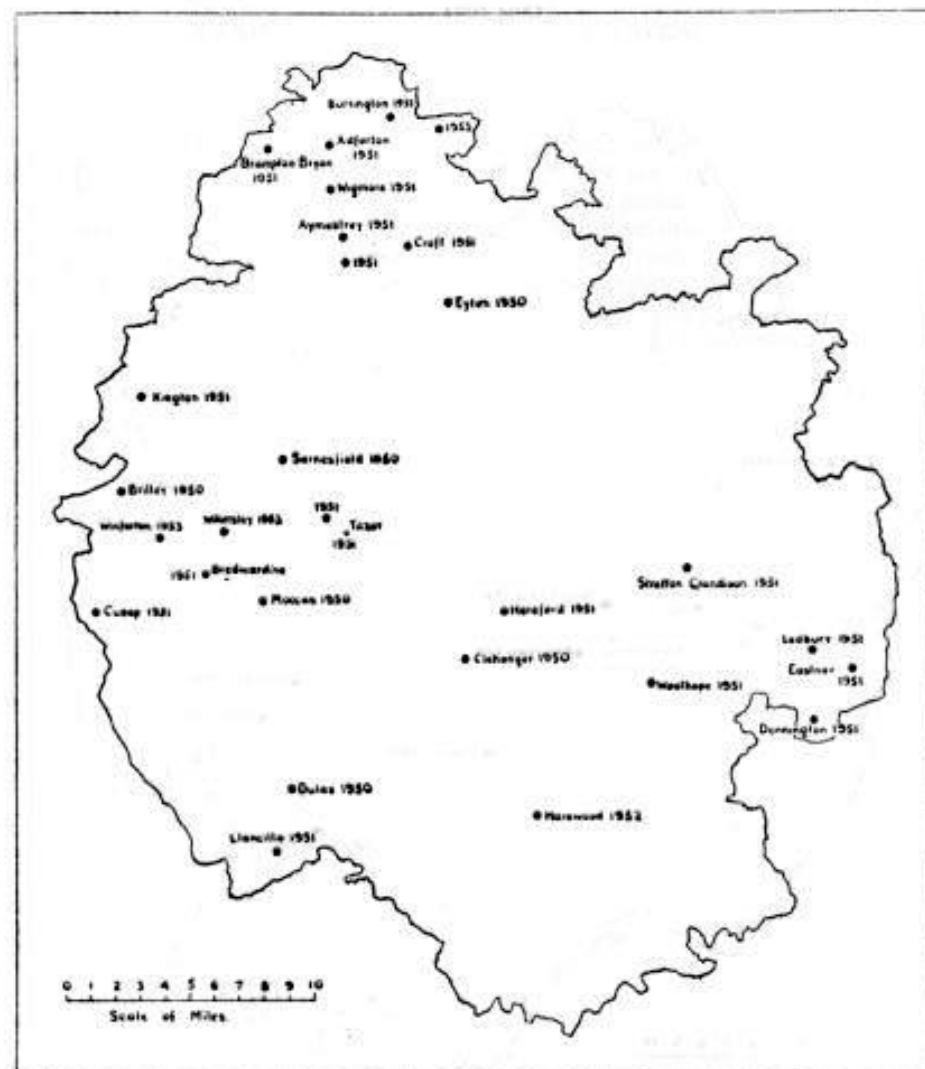 Burrington 1951
1953
Adforton
1951
Brampton Bryan
1951
Wigmore 1951
Aymestrey 1951
Croft 1951
1951
Eyton 1950
Kington 1951
Sarnesfield 1950
Brilley 1950
1951
Winforton 1953
1951
Bredwardine
1951
Moccas 1950
Cusop 1951
Stretton Grandison 1951
Hereford 1951
Ledbury 1951
Clehonger 1950
Eastnor
1951
Woolhope 1951
Donnington 1951
Dulas 1950
Harewood 1952
Llancillo 1951
0 1 2 3 4 5 6 7 8 9 10
Scale of Miles.